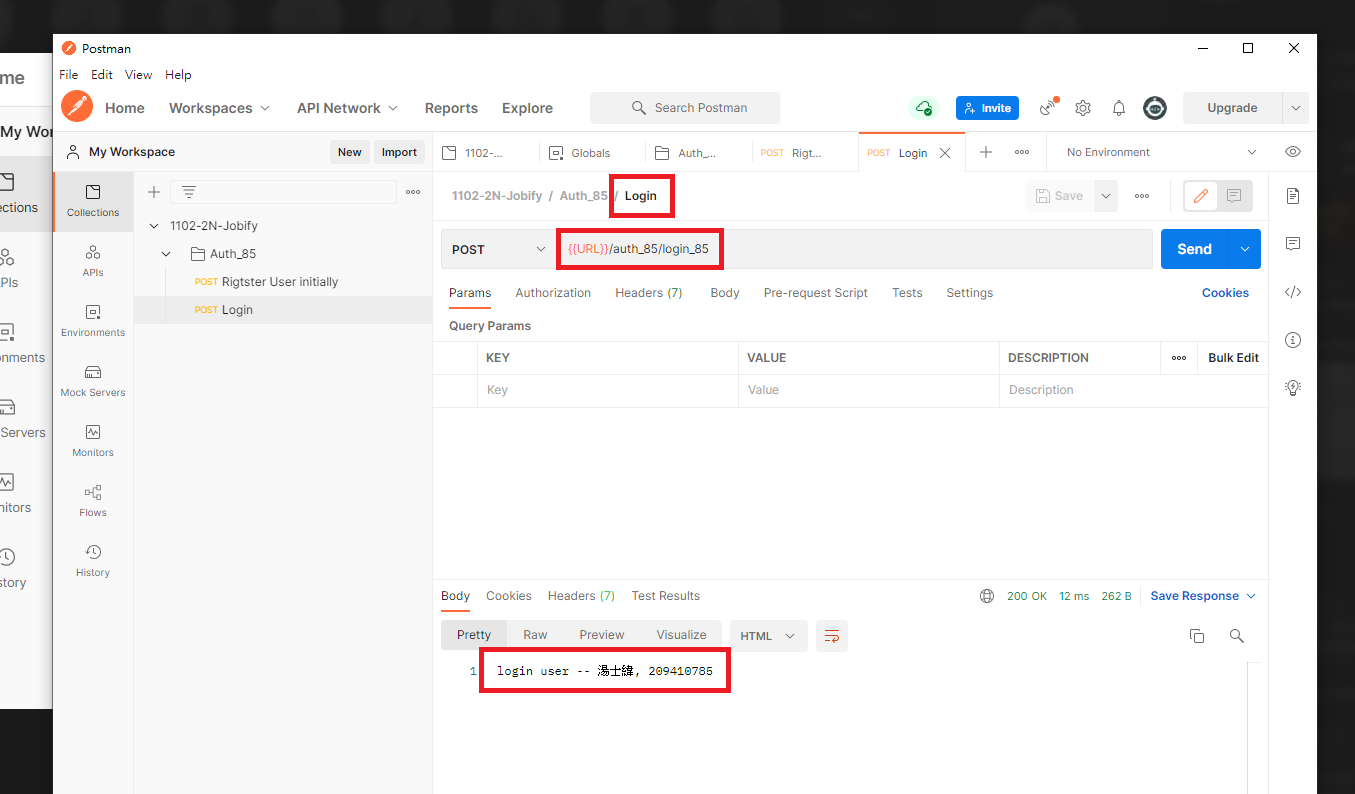 Postman
File Edit View Help
Home Workspaces API Network Reports Explore Search Postman Invite Upgrade
My Workspace New Import
1102-... Globals Auth_... POST Rigt... POST Login No Environment
Collections
APIs
Environments
Mock Servers
Monitors
Flows
History
1102-2N-Jobify
Auth_85
POST Rigtster User initially
POST Login
1102-2N-Jobify / Auth_85 / Login Save
POST {{URL}}/auth_85/login_85 Send
Params Authorization Headers (7) Body Pre-request Script Tests Settings Cookies
Query Params
KEY VALUE DESCRIPTION Bulk Edit
Key Value Description
Body Cookies Headers (7) Test Results 200 OK 12 ms 262 B Save Response
Pretty Raw Preview Visualize HTML
1 login user -- 湯士緯, 209410785
me
My Wor
ections
PIs
onments
Servers
nitors
story